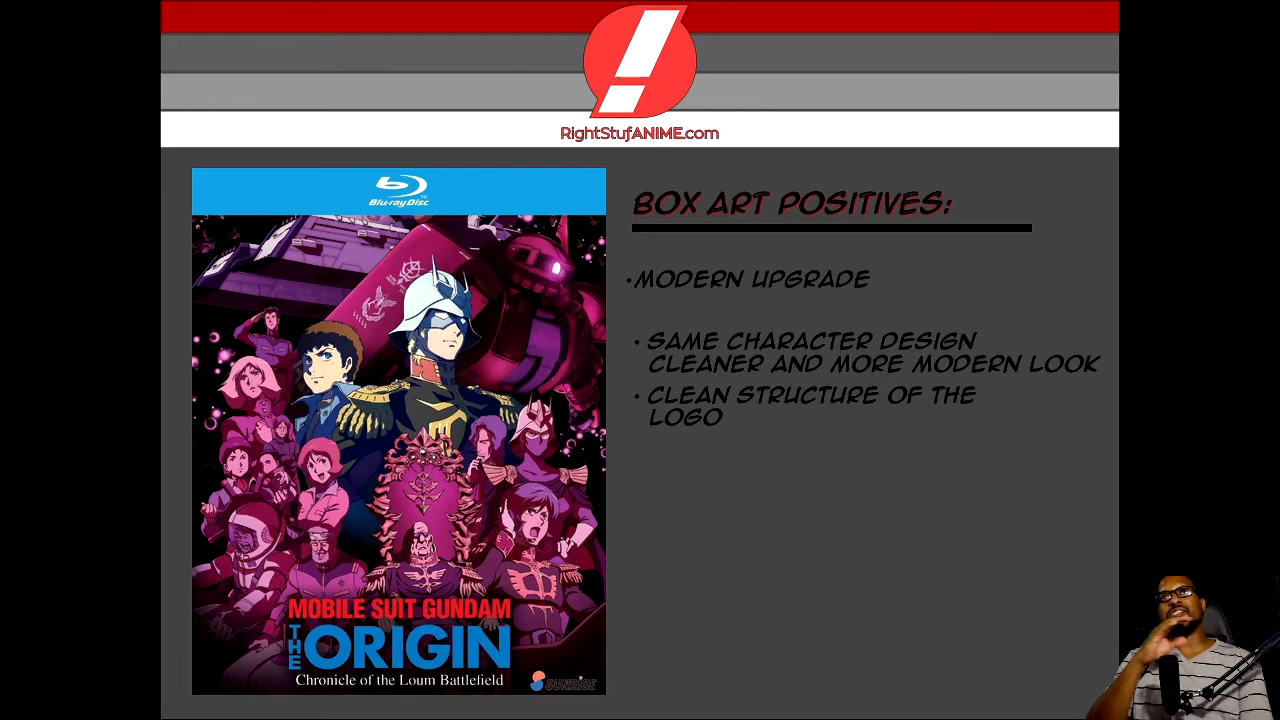 RightStufANIME.com
Blu-ray Disc
BOX ART POSITIVES:
•MODERN UPGRADE
• SAME CHARACTER DESIGN
CLEANER AND MORE MODERN LOOK
• CLEAN STRUCTURE OF THE
LOGO
MOBILE SUIT GUNDAM
THE ORIGIN
Chronicle of the Loum Battlefield
SUNRISE